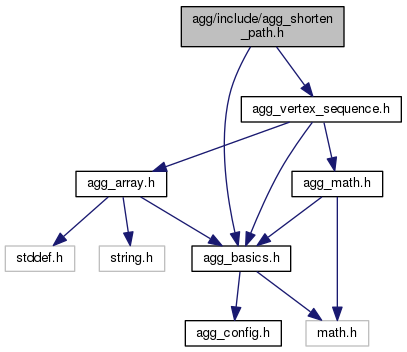 agg/include/agg_shorten
_path.h
agg_vertex_sequence.h
agg_array.h
agg_math.h
stddef.h
string.h
agg_basics.h
agg_config.h
math.h